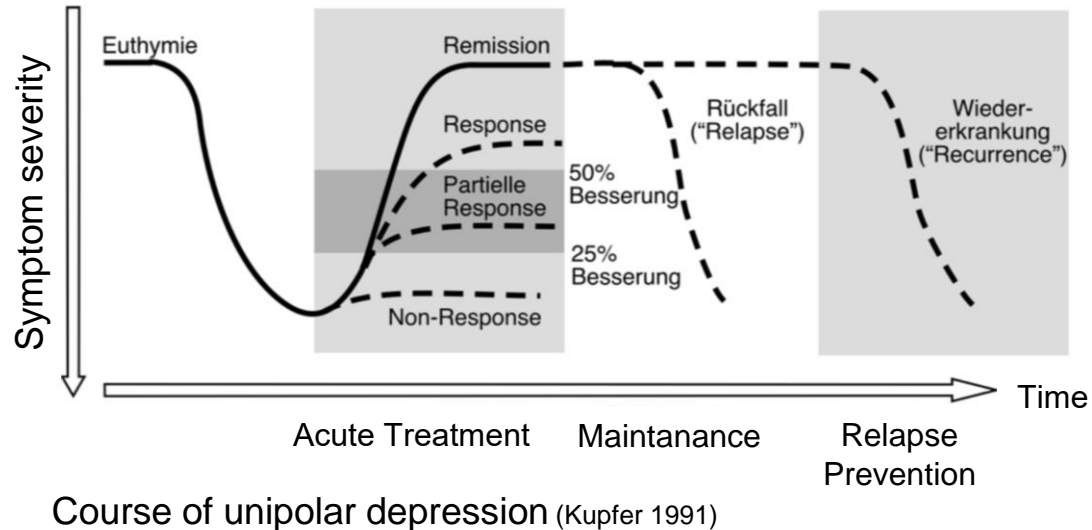 Symptom severity
Euthymie
Remission
Response
Partielle
Response
Non-Response
50%
Besserung
25%
Besserung
Rückfall
(“Relapse”)
Wieder-
erkrankung
(“Recurrence”)
Time
Acute Treatment
Maintanance
Relapse
Prevention
Course of unipolar depression (Kupfer 1991)